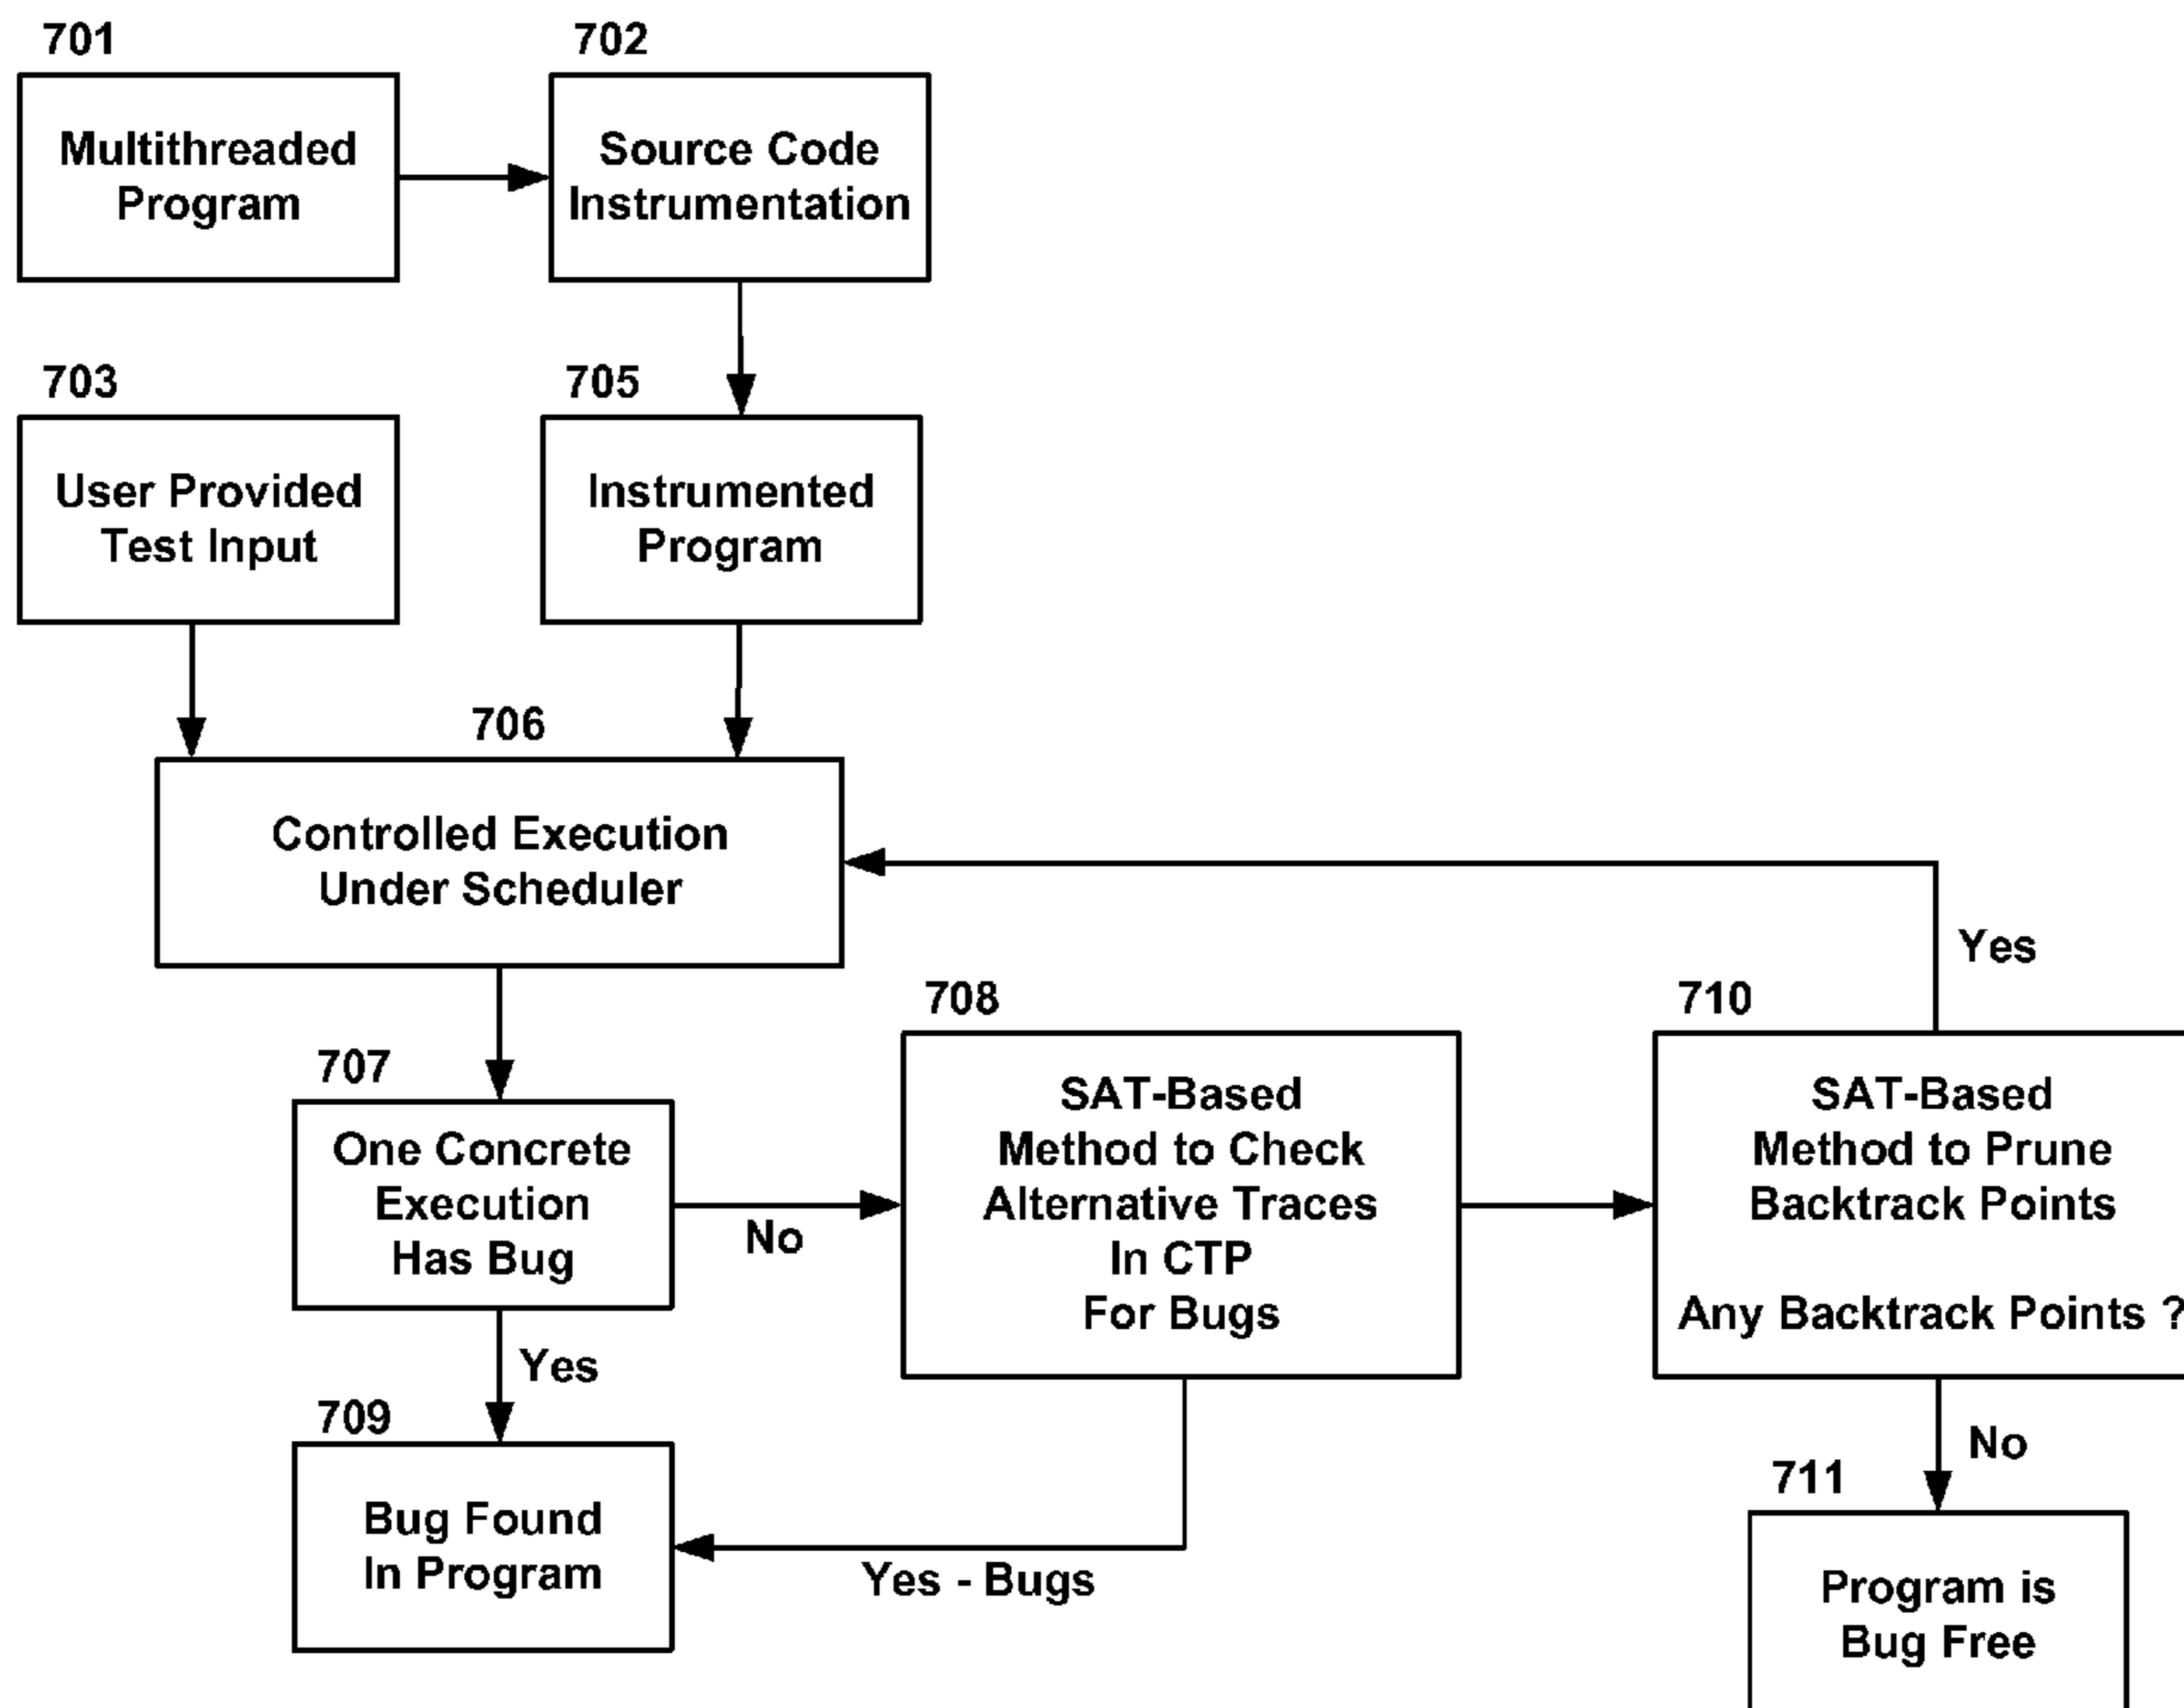 701
Multithreaded
Program
702
Source Code
Instrumentation
703
User Provided
Test Input
705
Instrumented
Program
706
Controlled Execution
Under Scheduler
Yes
707
One Concrete
Execution
Has Bug
No
Yes
708
SAT-Based
Method to Check
Alternative Traces
In CTP
For Bugs
710
SAT-Based
Method to Prune
Backtrack Points
Any Backtrack Points ?
709
Bug Found
In Program
Yes - Bugs
No
711
Program is
Bug Free